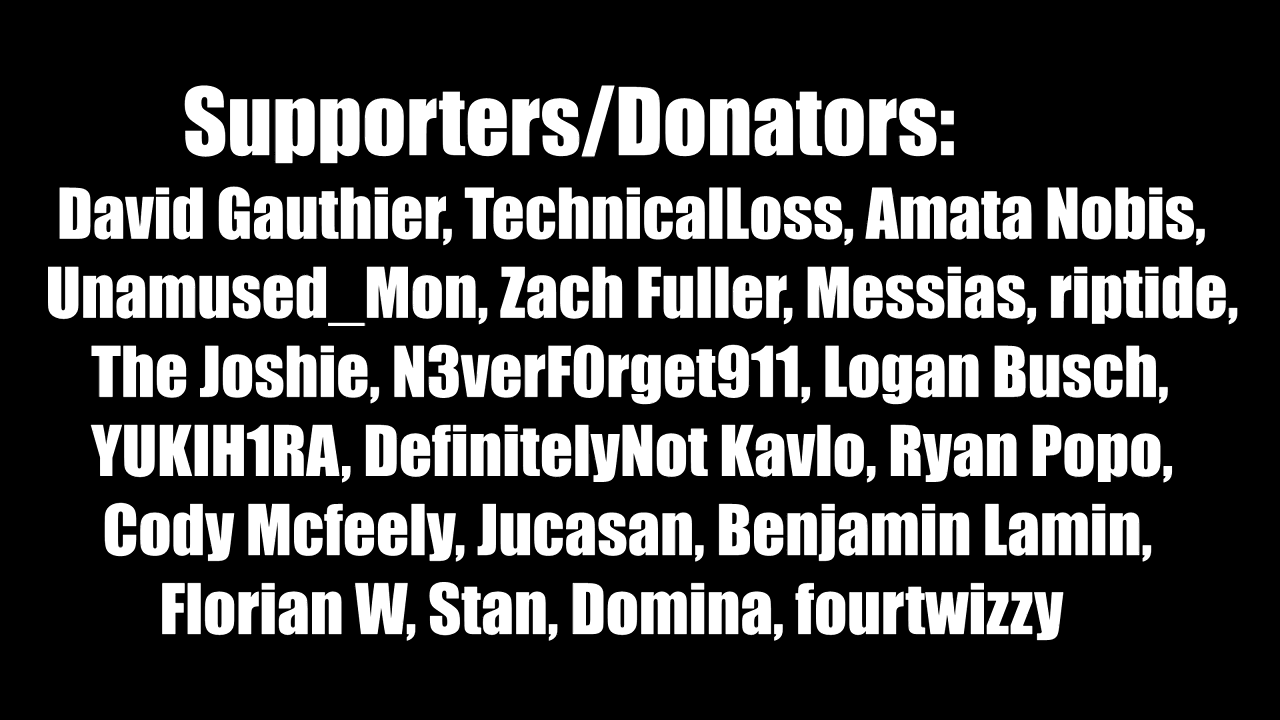 Supporters/Donators:
David Gauthier, TechnicalLoss, Amata Nobis,
Unamused_Mon, Zach Fuller, Messias, riptide,
The Joshie, N3verF0rget911, Logan Busch,
YUKIH1RA, DefinitelyNot Kavlo, Ryan Popo,
Cody Mcfeely, Jucasan, Benjamin Lamin,
Florian W, Stan, Domina, fourtwizzy